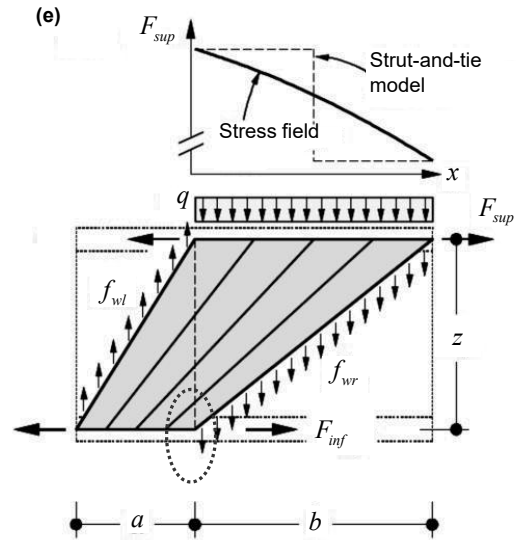 (e)
F_sup
Strut-and-tie
model
Stress field
x
q
F_sup
f_wl
z
f_wr
F_inf
a
b